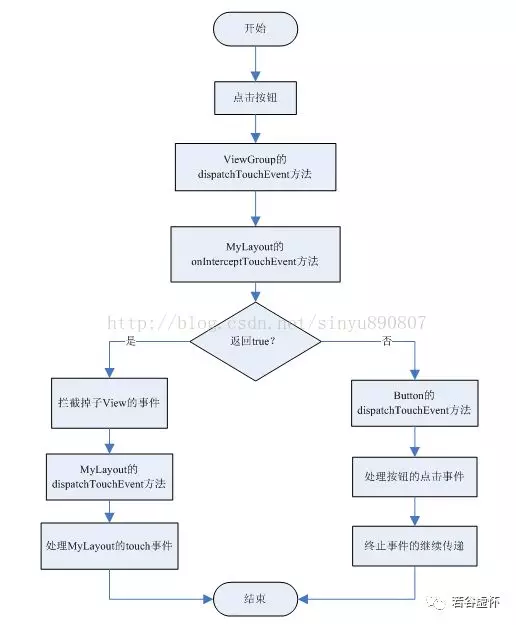 开始
点击按钮
ViewGroup的
dispatchTouchEvent方法
MyLayout的
onInterceptTouchEvent方法
http://blog.csdn.net/sinyu890807
返回true?
是
否
拦截掉子View的事件
Button的
dispatchTouchEvent方法
MyLayout的
dispatchTouchEvent方法
处理按钮的点击事件
处理MyLayout的touch事件
终止事件的继续传递
结束
若谷虚怀